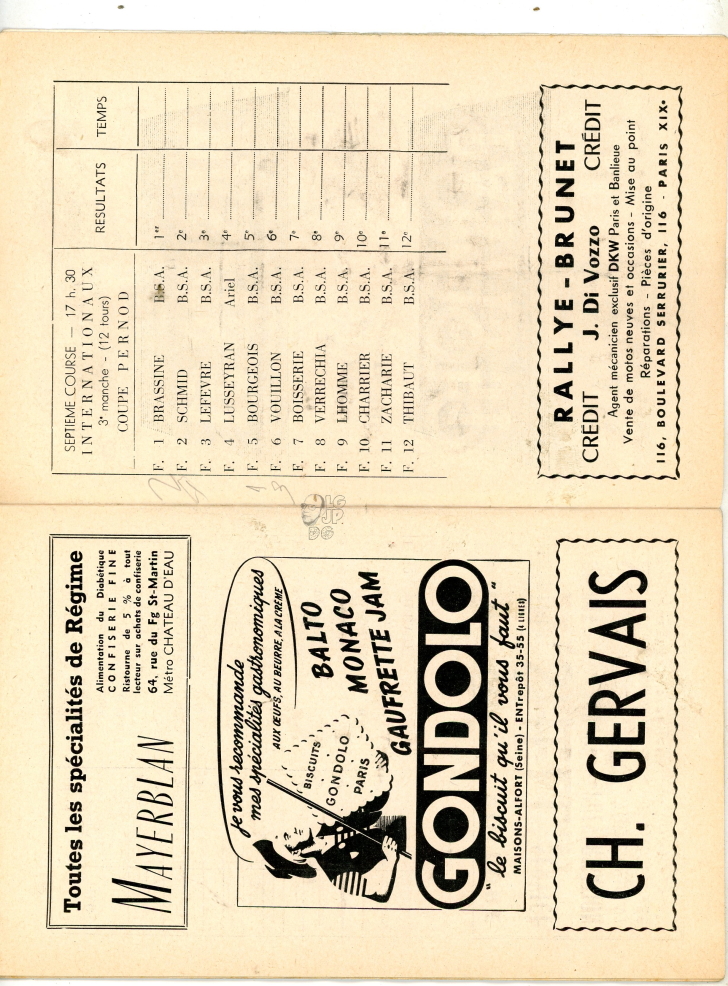 Toutes les spécialités de Régime
MAYERBLAN
Alimentation du Diabétique
CONFISERIE FINE
Ristourne de 5 % à tout
lecteur sur achats de confiserie
64, rue du Fg St-Martin
Métro CHATEAU D'EAU
je vous recommande
mes spécialités gastronomiques
AUX ŒUFS, AU BEURRE, A LA CRÈME
BALTO
MONACO
GAUFRETTE JAM
BISCUITS
GONDOLO
PARIS
GONDOLO
"le biscuit qu'il vous faut"
MAISONS-ALFORT (Seine) - ENTrepôt 35-55 (4 LIGNES)
CH. GERVAIS
SEPTIEME COURSE — 17 h. 30
INTERNATIONAUX
3e manche - (12 tours)
COUPE PERNOD
RESULTATS TEMPS
F. 1 BRASSINE B.S.A. 1er
F. 2 SCHMID B.S.A. 2e
F. 3 LEFEVRE B.S.A. 3e
F. 4 LUSSEYRAN Ariel 4e
F. 5 BOURGEOIS B.S.A. 5e
F. 6 VOUILLON B.S.A. 6e
F. 7 BOISSERIE B.S.A. 7e
F. 8 VERRECHIA B.S.A. 8e
F. 9 LHOMME B.S.A. 9e
F. 10 CHARRIER B.S.A. 10e
F. 11 ZACHARIE B.S.A. 11e
F. 12 THIBAUT B.S.A. 12e
RALLYE-BRUNET
CRÉDIT J. Di Vozzo CRÉDIT
Agent mécanicien exclusif DKW Paris et Banlieue
Vente de motos neuves et occasions - Mise au point
Réparations - Pièces d'origine
116, BOULEVARD SERRURIER, 116 - PARIS XIXe
LG
JP
DG